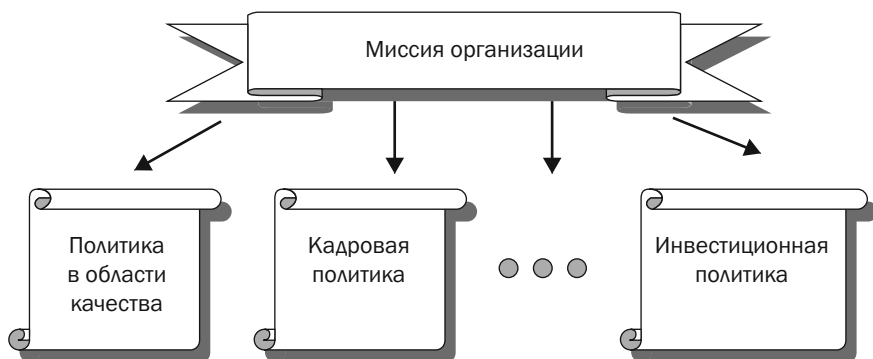 Миссия организации
Политика
в области
качества
Кадровая
политика
Инвестиционная
политика